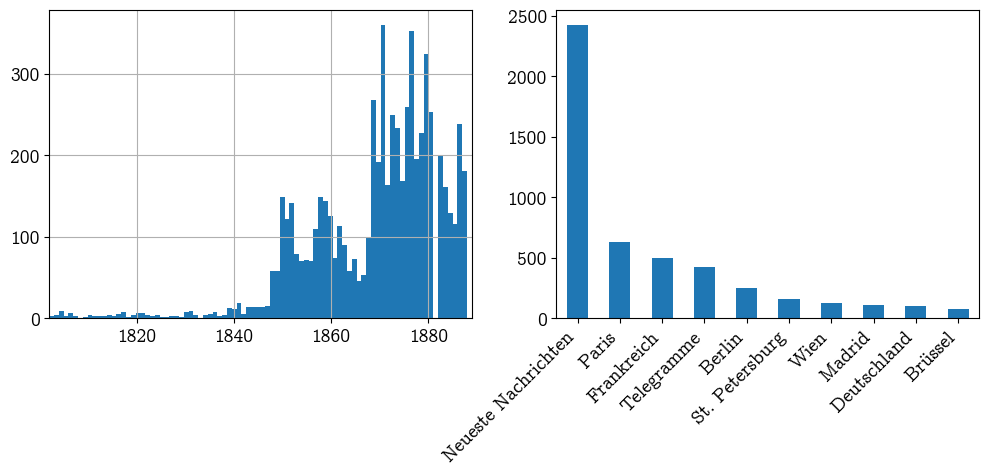 300
200
100
0
1820 1840 1860 1880
2500
2000
1500
1000
500
0
Neueste Nachrichten
Paris
Frankreich
Telegramme
Berlin
St. Petersburg
Wien
Madrid
Deutschland
Brüssel